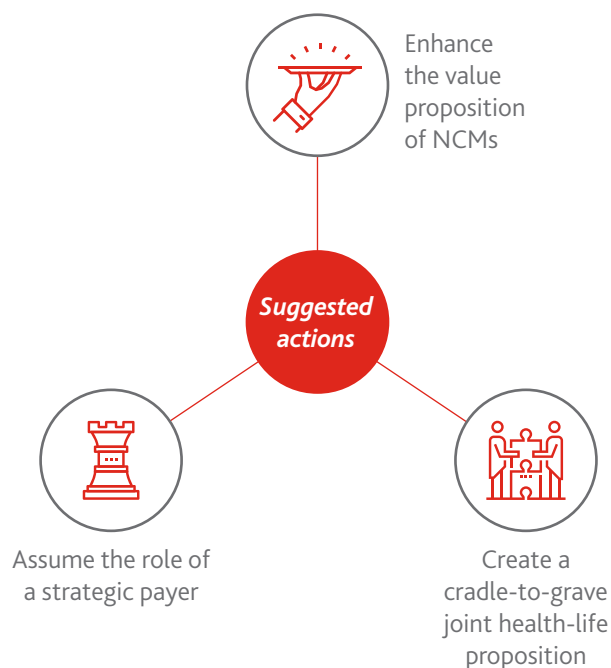 Enhance
the value
proposition
of NCMs
Suggested
actions
Assume the role of
a strategic payer
Create a
cradle-to-grave
joint health-life
proposition